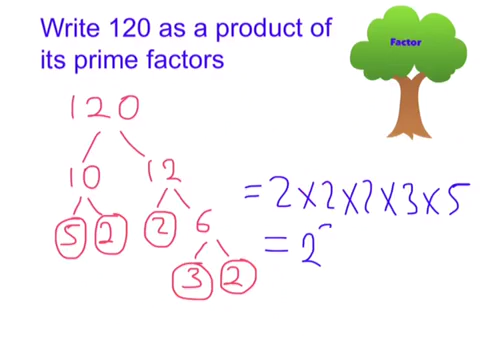 Write 120 as a product of
its prime factors
Factor
120
10 12
5 2 2 6
3 2
= 2 × 2 × 2 × 3 × 5
= 2